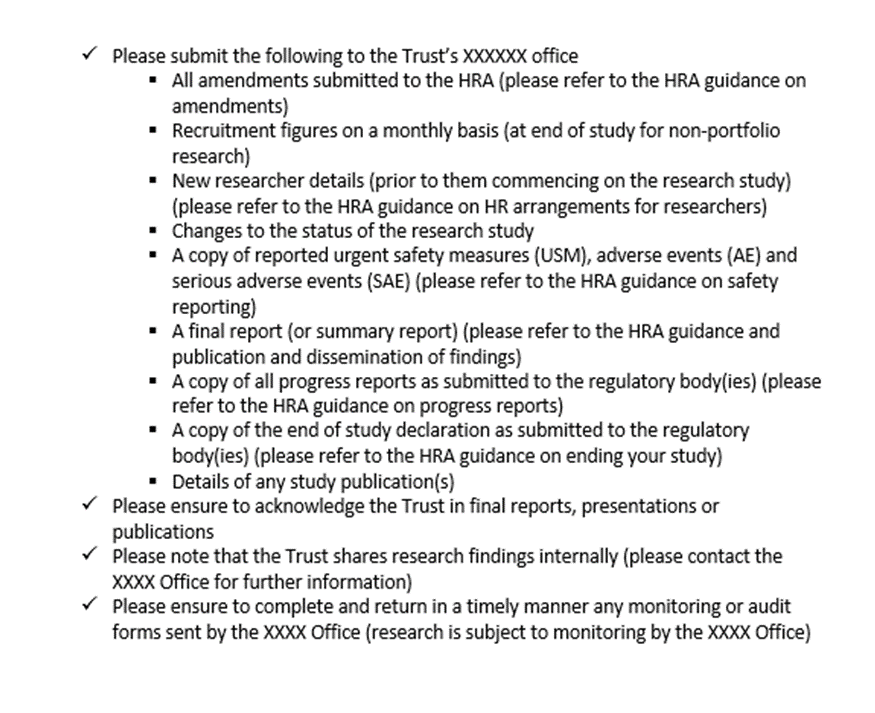 ✓ Please submit the following to the Trust's XXXXXX office
▪ All amendments submitted to the HRA (please refer to the HRA guidance on
amendments)
▪ Recruitment figures on a monthly basis (at end of study for non-portfolio
research)
▪ New researcher details (prior to them commencing on the research study)
(please refer to the HRA guidance on HR arrangements for researchers)
▪ Changes to the status of the research study
▪ A copy of reported urgent safety measures (USM), adverse events (AE) and
serious adverse events (SAE) (please refer to the HRA guidance on safety
reporting)
▪ A final report (or summary report) (please refer to the HRA guidance and
publication and dissemination of findings)
▪ A copy of all progress reports as submitted to the regulatory body(ies) (please
refer to the HRA guidance on progress reports)
▪ A copy of the end of study declaration as submitted to the regulatory
body(ies) (please refer to the HRA guidance on ending your study)
▪ Details of any study publication(s)
✓ Please ensure to acknowledge the Trust in final reports, presentations or
publications
✓ Please note that the Trust shares research findings internally (please contact the
XXXX Office for further information)
✓ Please ensure to complete and return in a timely manner any monitoring or audit
forms sent by the XXXX Office (research is subject to monitoring by the XXXX Office)